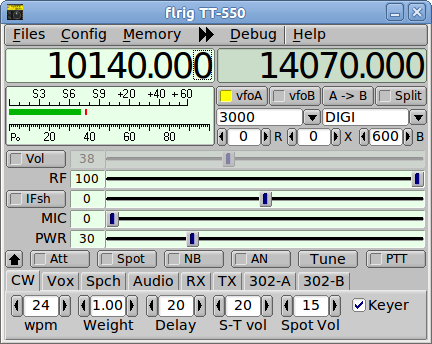 flrig TT-550
Files Config Memory Debug Help
10140.000 14070.000
S3 S6 S9 +20 +40 +60
Po 20 40 60 80
vfoA vfoB A -> B Split
3000 DIGI
0 R 0 X 600 B
Vol 38
RF 100
IFsh 0
MIC 0
PWR 30
Att Spot NB AN Tune PTT
CW Vox Spch Audio RX TX 302-A 302-B
24 1.00 20 20 15 Keyer
wpm Weight Delay S-T vol Spot Vol